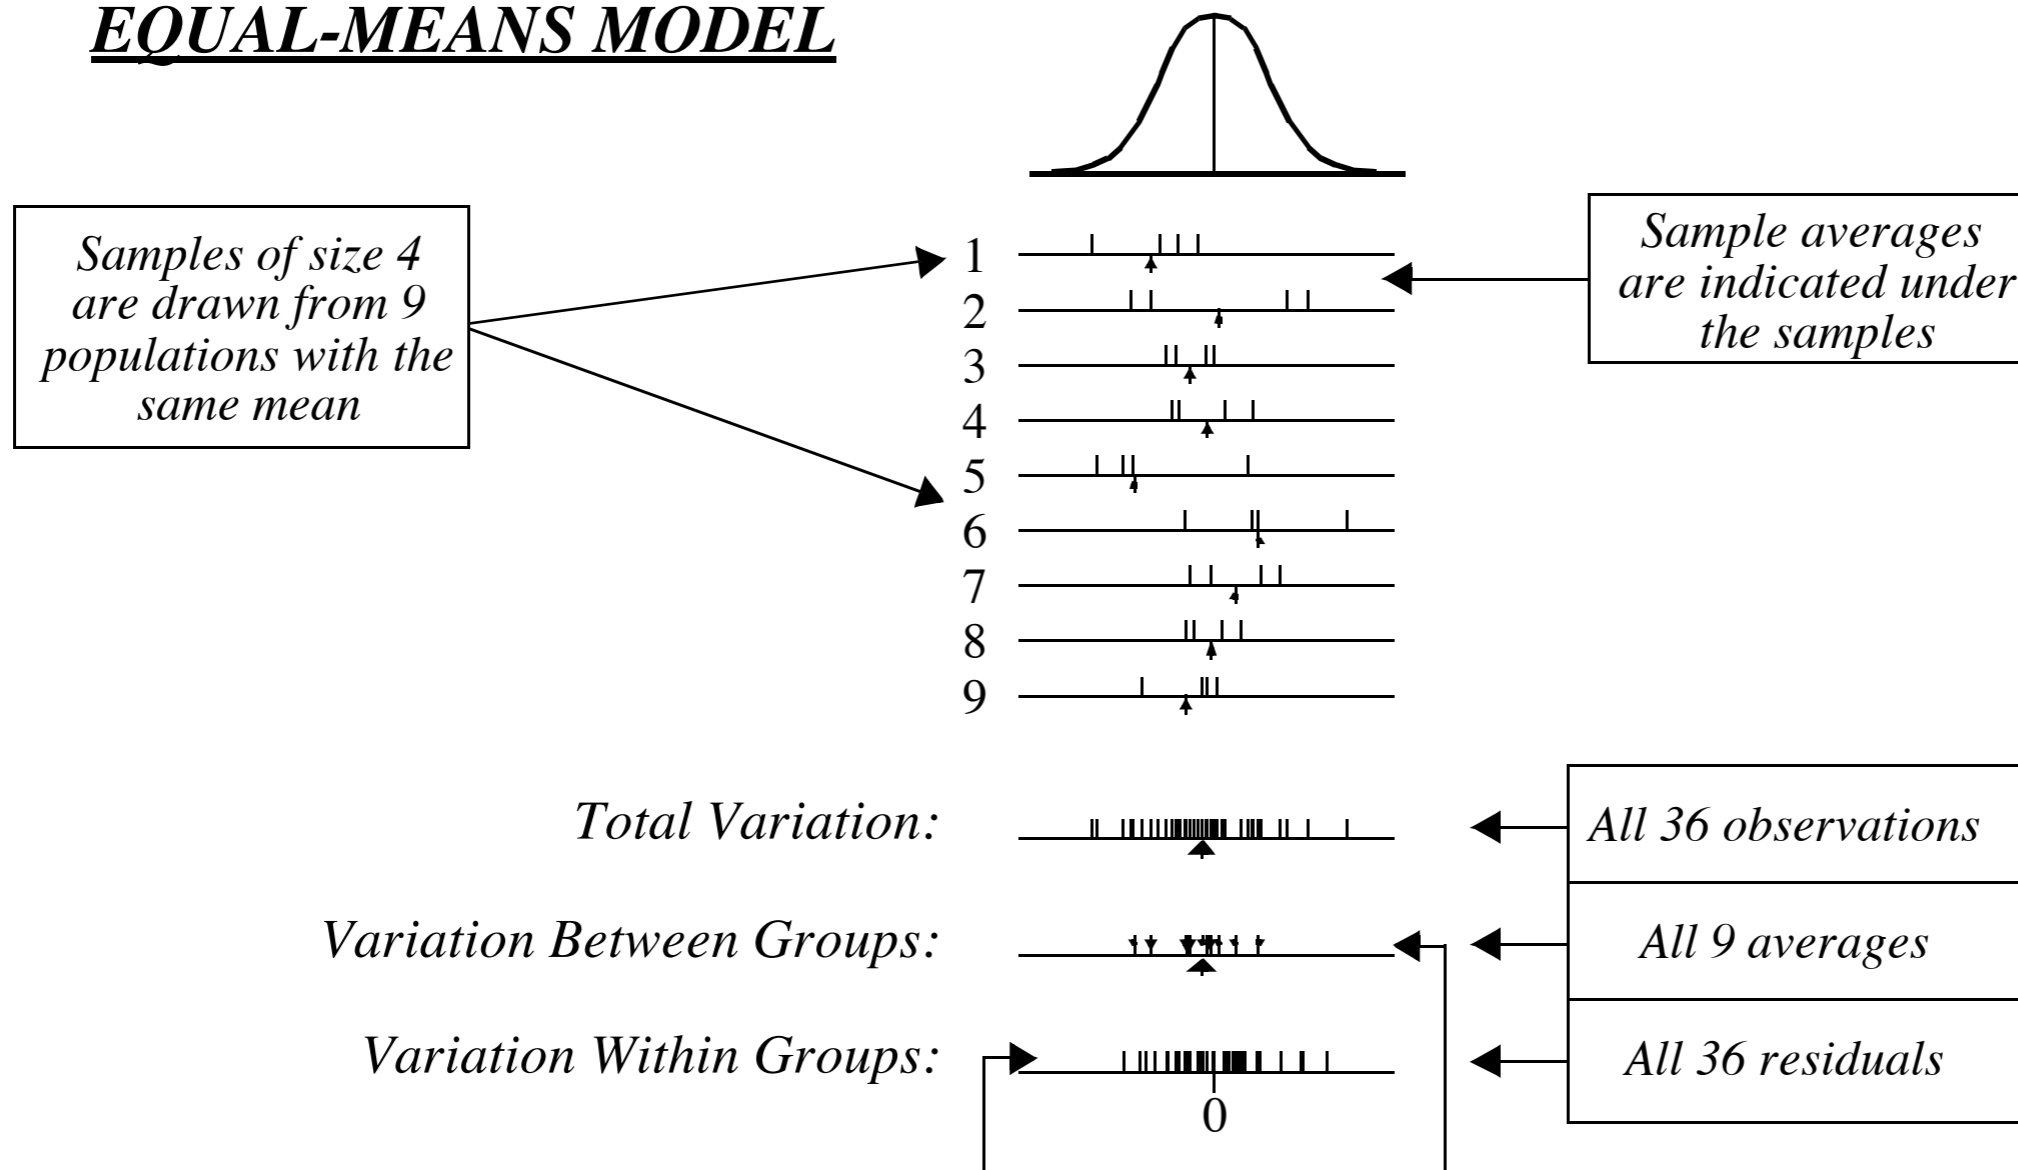 EQUAL-MEANS MODEL
Samples of size 4
are drawn from 9
populations with the
same mean
Sample averages
are indicated under
the samples
1
2
3
4
5
6
7
8
9
Total Variation:
All 36 observations
Variation Between Groups:
All 9 averages
Variation Within Groups:
All 36 residuals
0